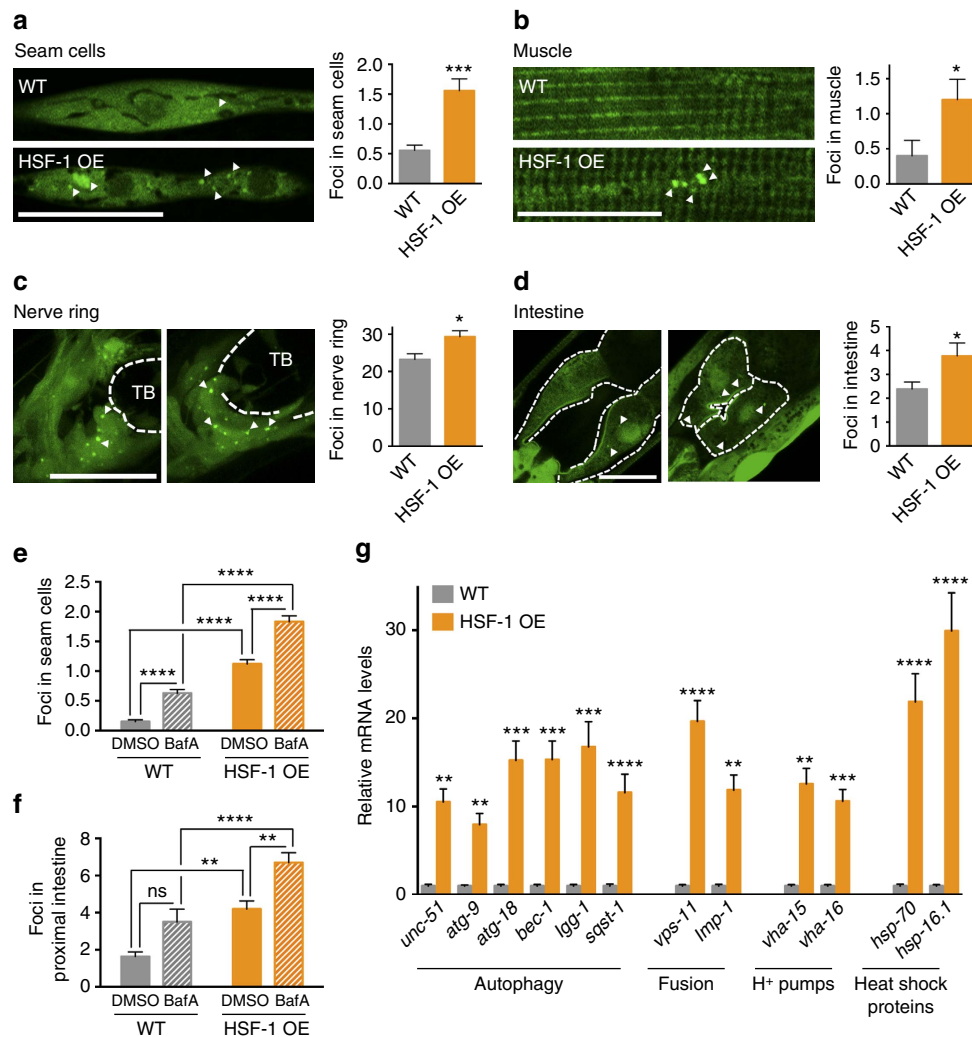 a
Seam cells
WT
HSF-1 OE
Foci in seam cells
2.0
1.5
1.0
0.5
0.0
***
WT
HSF-1 OE
b
Muscle
WT
HSF-1 OE
Foci in muscle
1.5
1.0
0.5
0.0
*
WT
HSF-1 OE
c
Nerve ring
TB
TB
Foci in nerve ring
30
20
10
0
*
WT
HSF-1 OE
d
Intestine
Foci in intestine
5
4
3
2
1
0
*
WT
HSF-1 OE
e
Foci in seam cells
2.5
2.0
1.5
1.0
0.5
0.0
****
****
****
****
DMSO BafA DMSO BafA
WT HSF-1 OE
f
Foci in
proximal intestine
8
6
4
2
0
****
**
**
ns
DMSO BafA DMSO BafA
WT HSF-1 OE
g
WT
HSF-1 OE
Relative mRNA levels
30
20
10
0
** ** *** *** *** **** **** ** ** *** **** ****
unc-51 atg-9 atg-18 bec-1 lgg-1 sqst-1 vps-11 lmp-1 vha-15 vha-16 hsp-70 hsp-16.1
Autophagy Fusion H⁺ pumps Heat shock
proteins